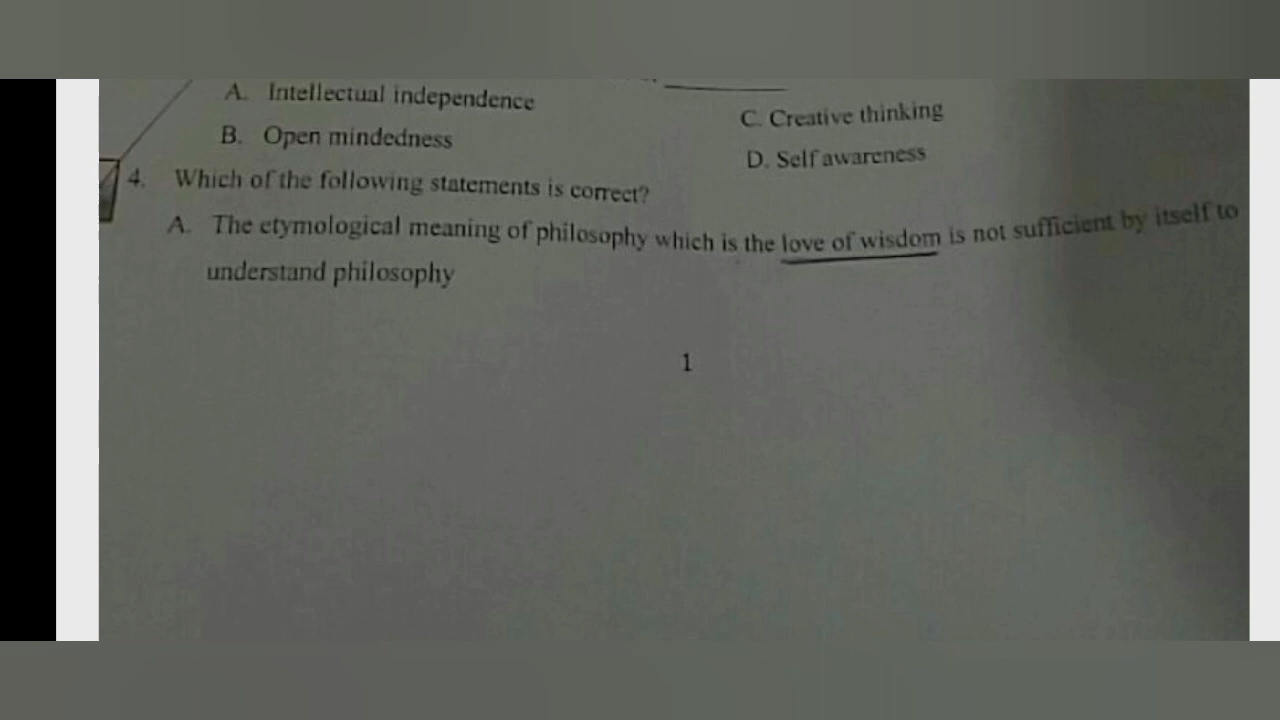 A. Intellectual independence
C. Creative thinking
B. Open mindedness
D. Self awareness
4. Which of the following statements is correct?
A. The etymological meaning of philosophy which is the love of wisdom is not sufficient by itself to
understand philosophy
1